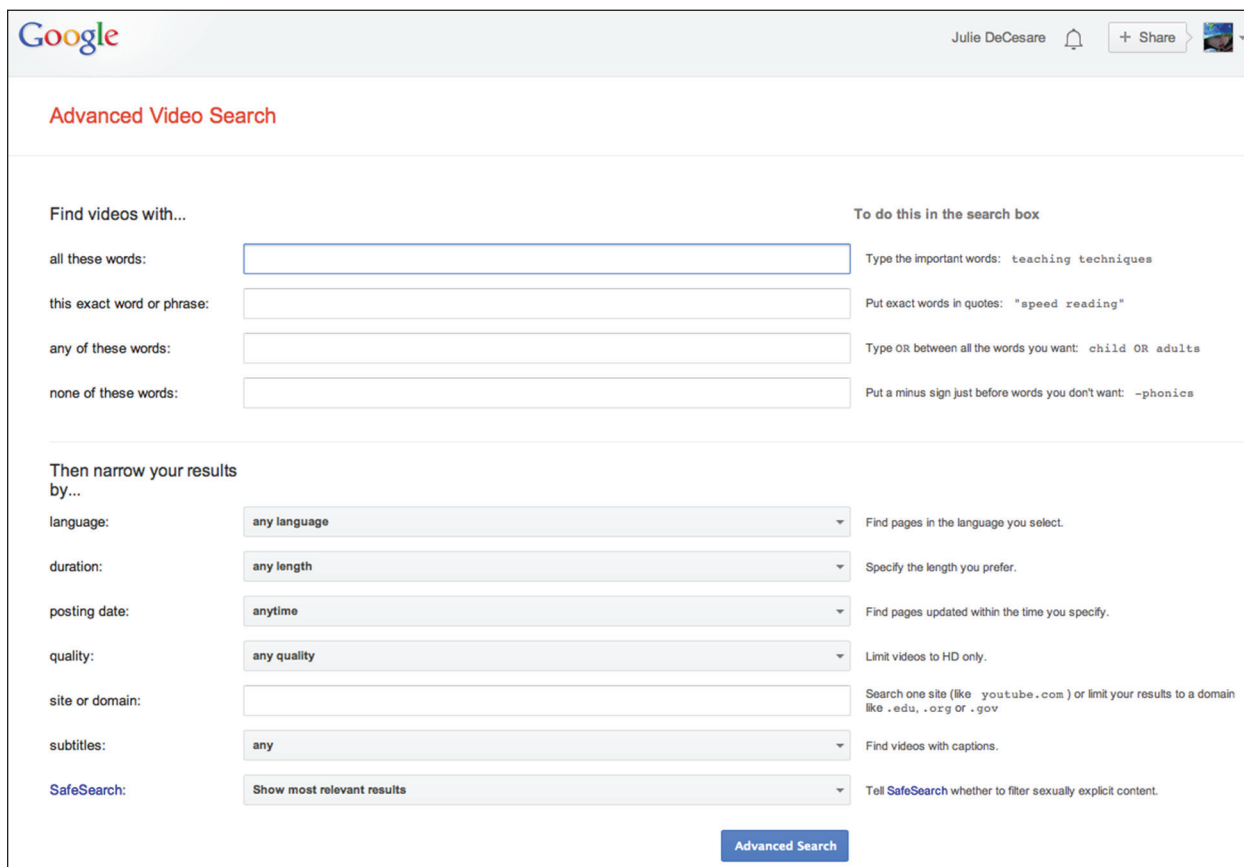 Google
Julie DeCesare
+ Share
Advanced Video Search
Find videos with...
To do this in the search box
all these words:
Type the important words: teaching techniques
this exact word or phrase:
Put exact words in quotes: "speed reading"
any of these words:
Type OR between all the words you want: child OR adults
none of these words:
Put a minus sign just before words you don't want: -phonics
Then narrow your results
by...
language:
any language
Find pages in the language you select.
duration:
any length
Specify the length you prefer.
posting date:
anytime
Find pages updated within the time you specify.
quality:
any quality
Limit videos to HD only.
site or domain:
Search one site (like youtube.com ) or limit your results to a domain
like .edu, .org or .gov
subtitles:
any
Find videos with captions.
SafeSearch:
Show most relevant results
Tell SafeSearch whether to filter sexually explicit content.
Advanced Search